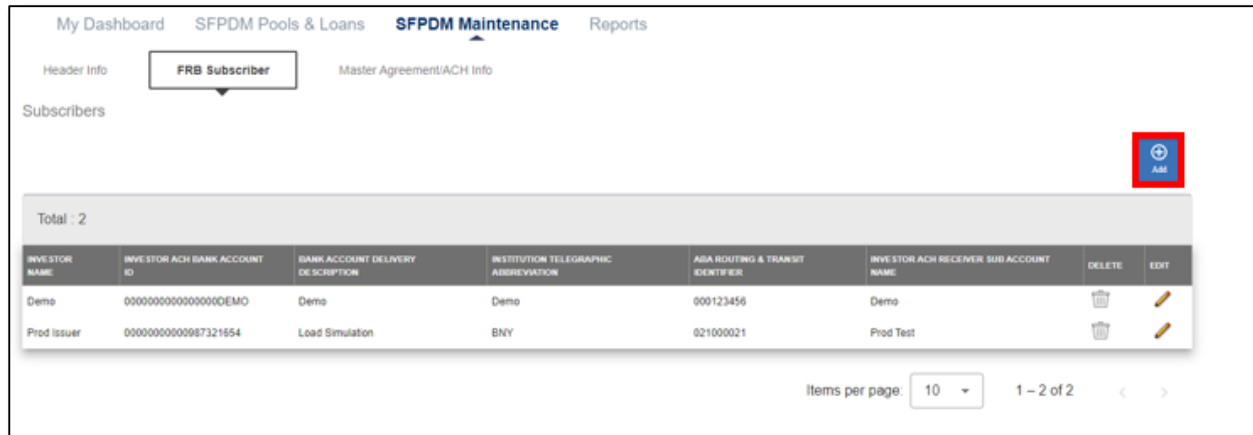 My Dashboard SFPDM Pools & Loans SFPDM Maintenance Reports
Header Info FRB Subscriber Master Agreement/ACH Info
Subscribers
Add
Total : 2
INVESTOR NAME INVESTOR ACH BANK ACCOUNT ID BANK ACCOUNT DELIVERY DESCRIPTION INSTITUTION TELEGRAPHIC ABBREVIATION ABA ROUTING & TRANSIT IDENTIFIER INVESTOR ACH RECEIVER SUB ACCOUNT NAME DELETE EDIT
Demo 0000000000000000DEMO Demo Demo 000123456 Demo
Prod Issuer 00000000000987321654 Load Simulation BNY 021000021 Prod Test
Items per page: 10 1 – 2 of 2